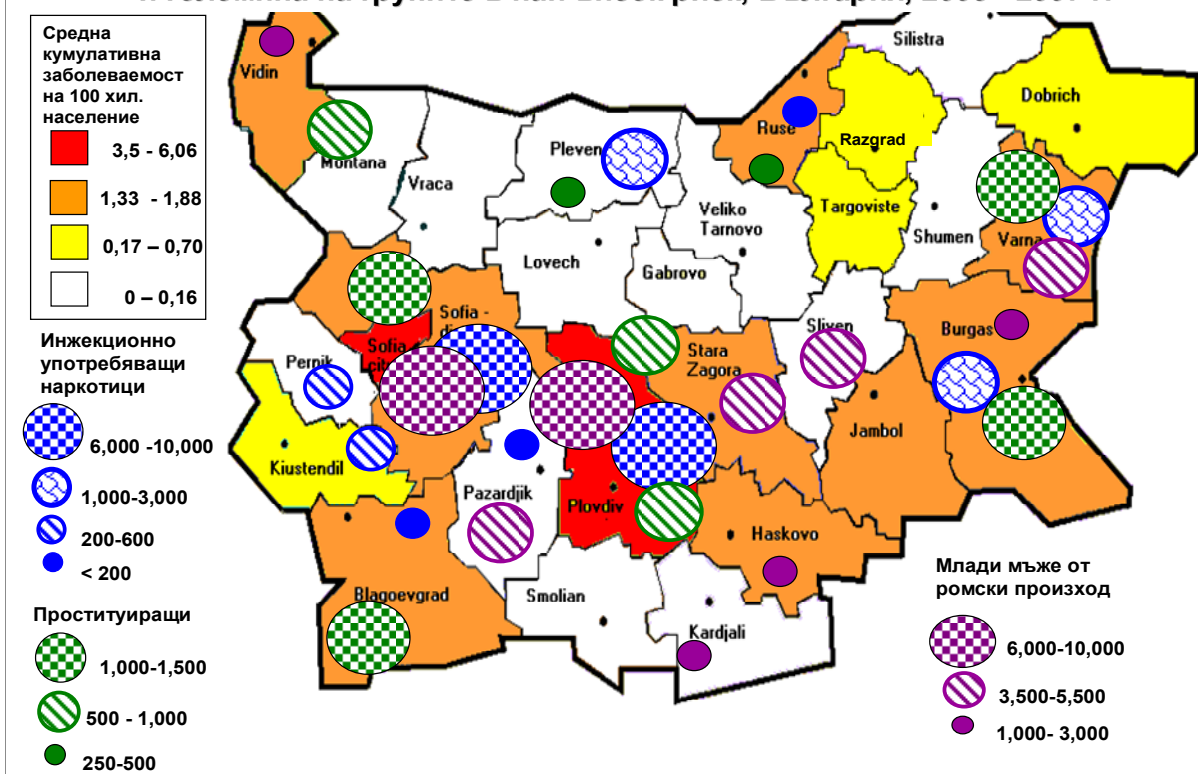 Средна
кумулативна
заболеваемост
на 100 хил.
население
3,5 - 6,06
1,33 - 1,88
0,17 – 0,70
0 – 0,16
Инжекционно
употребяващи
наркотици
6,000 -10,000
1,000-3,000
200-600
< 200
Проституиращи
1,000-1,500
500 - 1,000
250-500
Млади мъже от
ромски произход
6,000-10,000
3,500-5,500
1,000- 3,000
Vidin
Montana
Vraca
Pleven
Lovech
Veliko
Tarnovo
Gabrovo
Ruse
Razgrad
Targoviste
Silistra
Dobrich
Shumen
Varna
Burgas
Sliven
Jambol
Stara
Zagora
Sofia -
Sofia
Pernik
Kiustendil
Pazardjik
Plovdiv
Haskovo
Blagoevgrad
Smolian
Kardjali